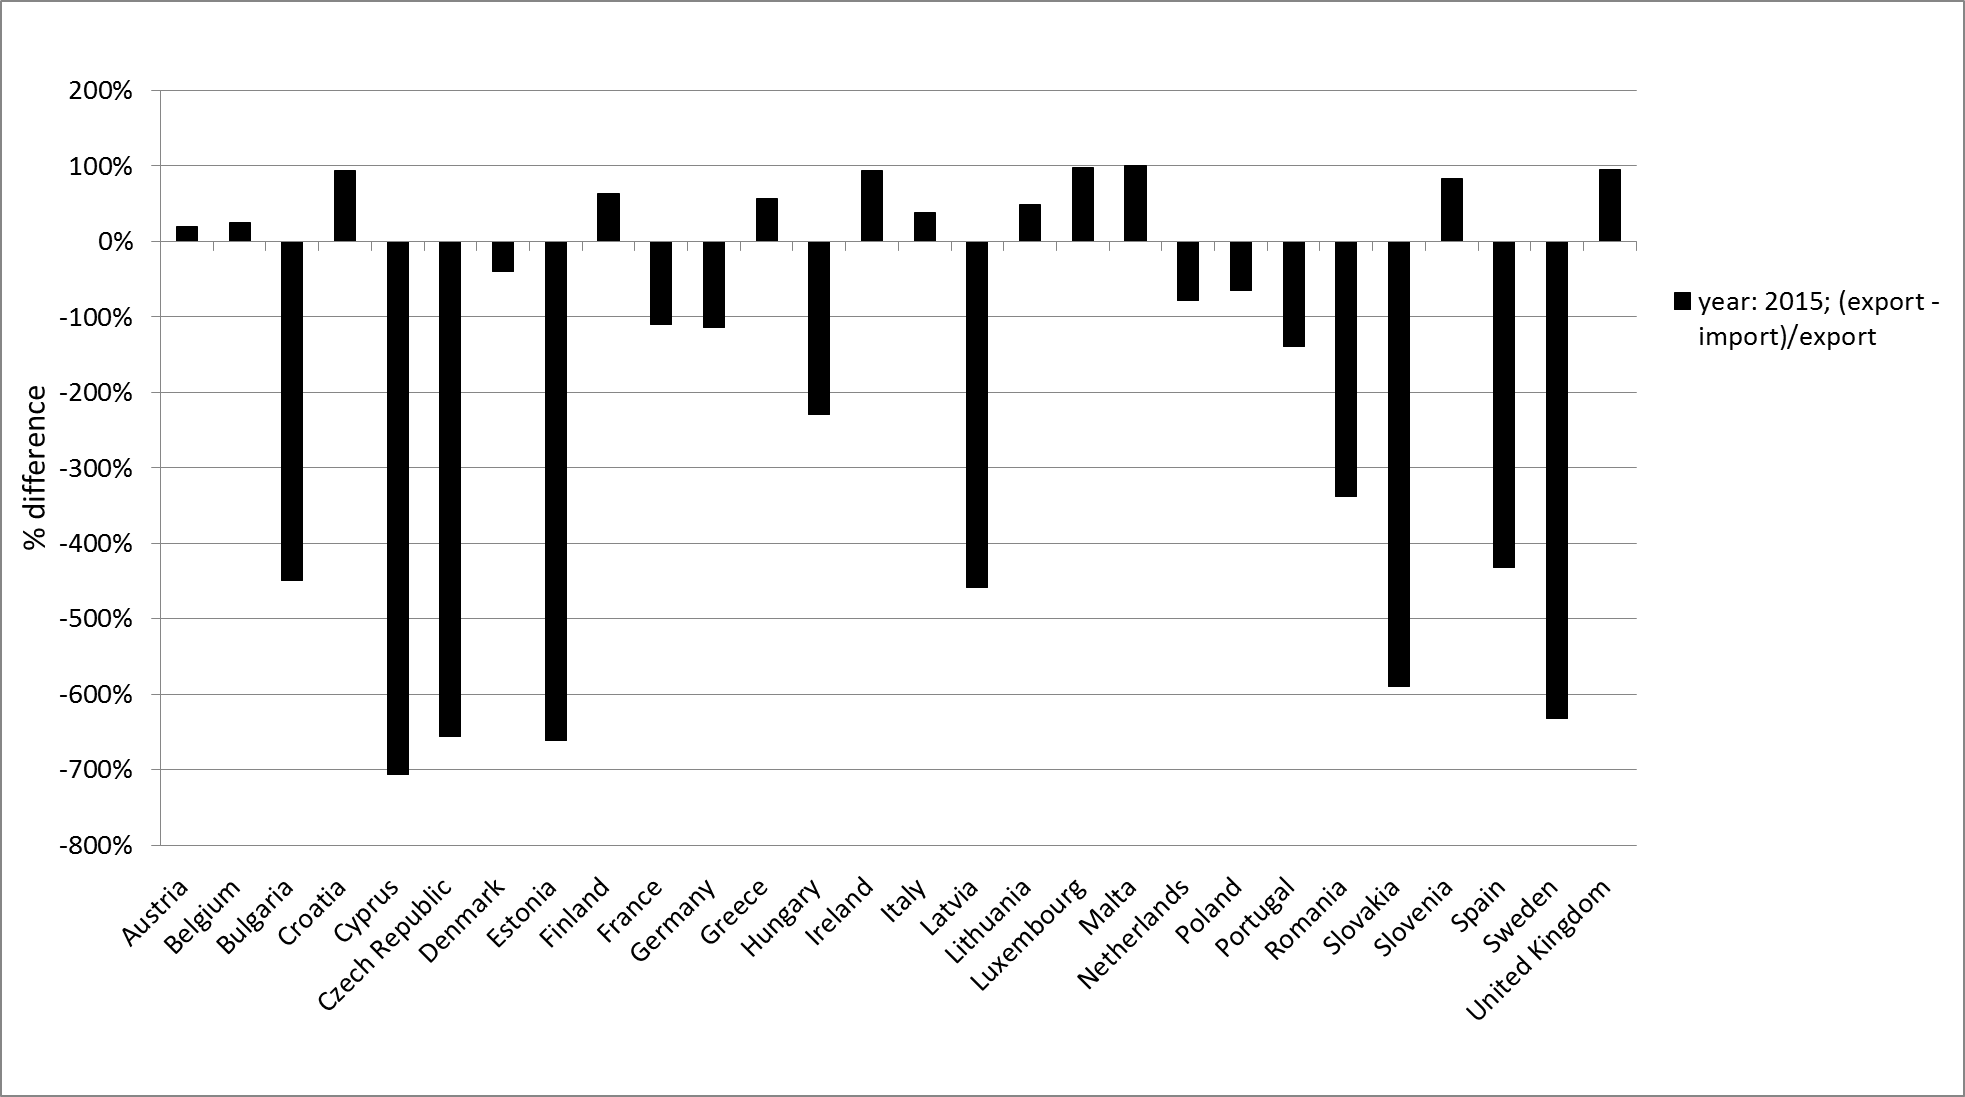 200%
100%
0%
-100%
-200%
-300%
-400%
-500%
-600%
-700%
-800%
% difference
Austria
Belgium
Bulgaria
Croatia
Cyprus
Czech Republic
Denmark
Estonia
Finland
France
Germany
Greece
Hungary
Ireland
Italy
Latvia
Lithuania
Luxembourg
Malta
Netherlands
Poland
Portugal
Romania
Slovakia
Slovenia
Spain
Sweden
United Kingdom
year: 2015; (export -
import)/export